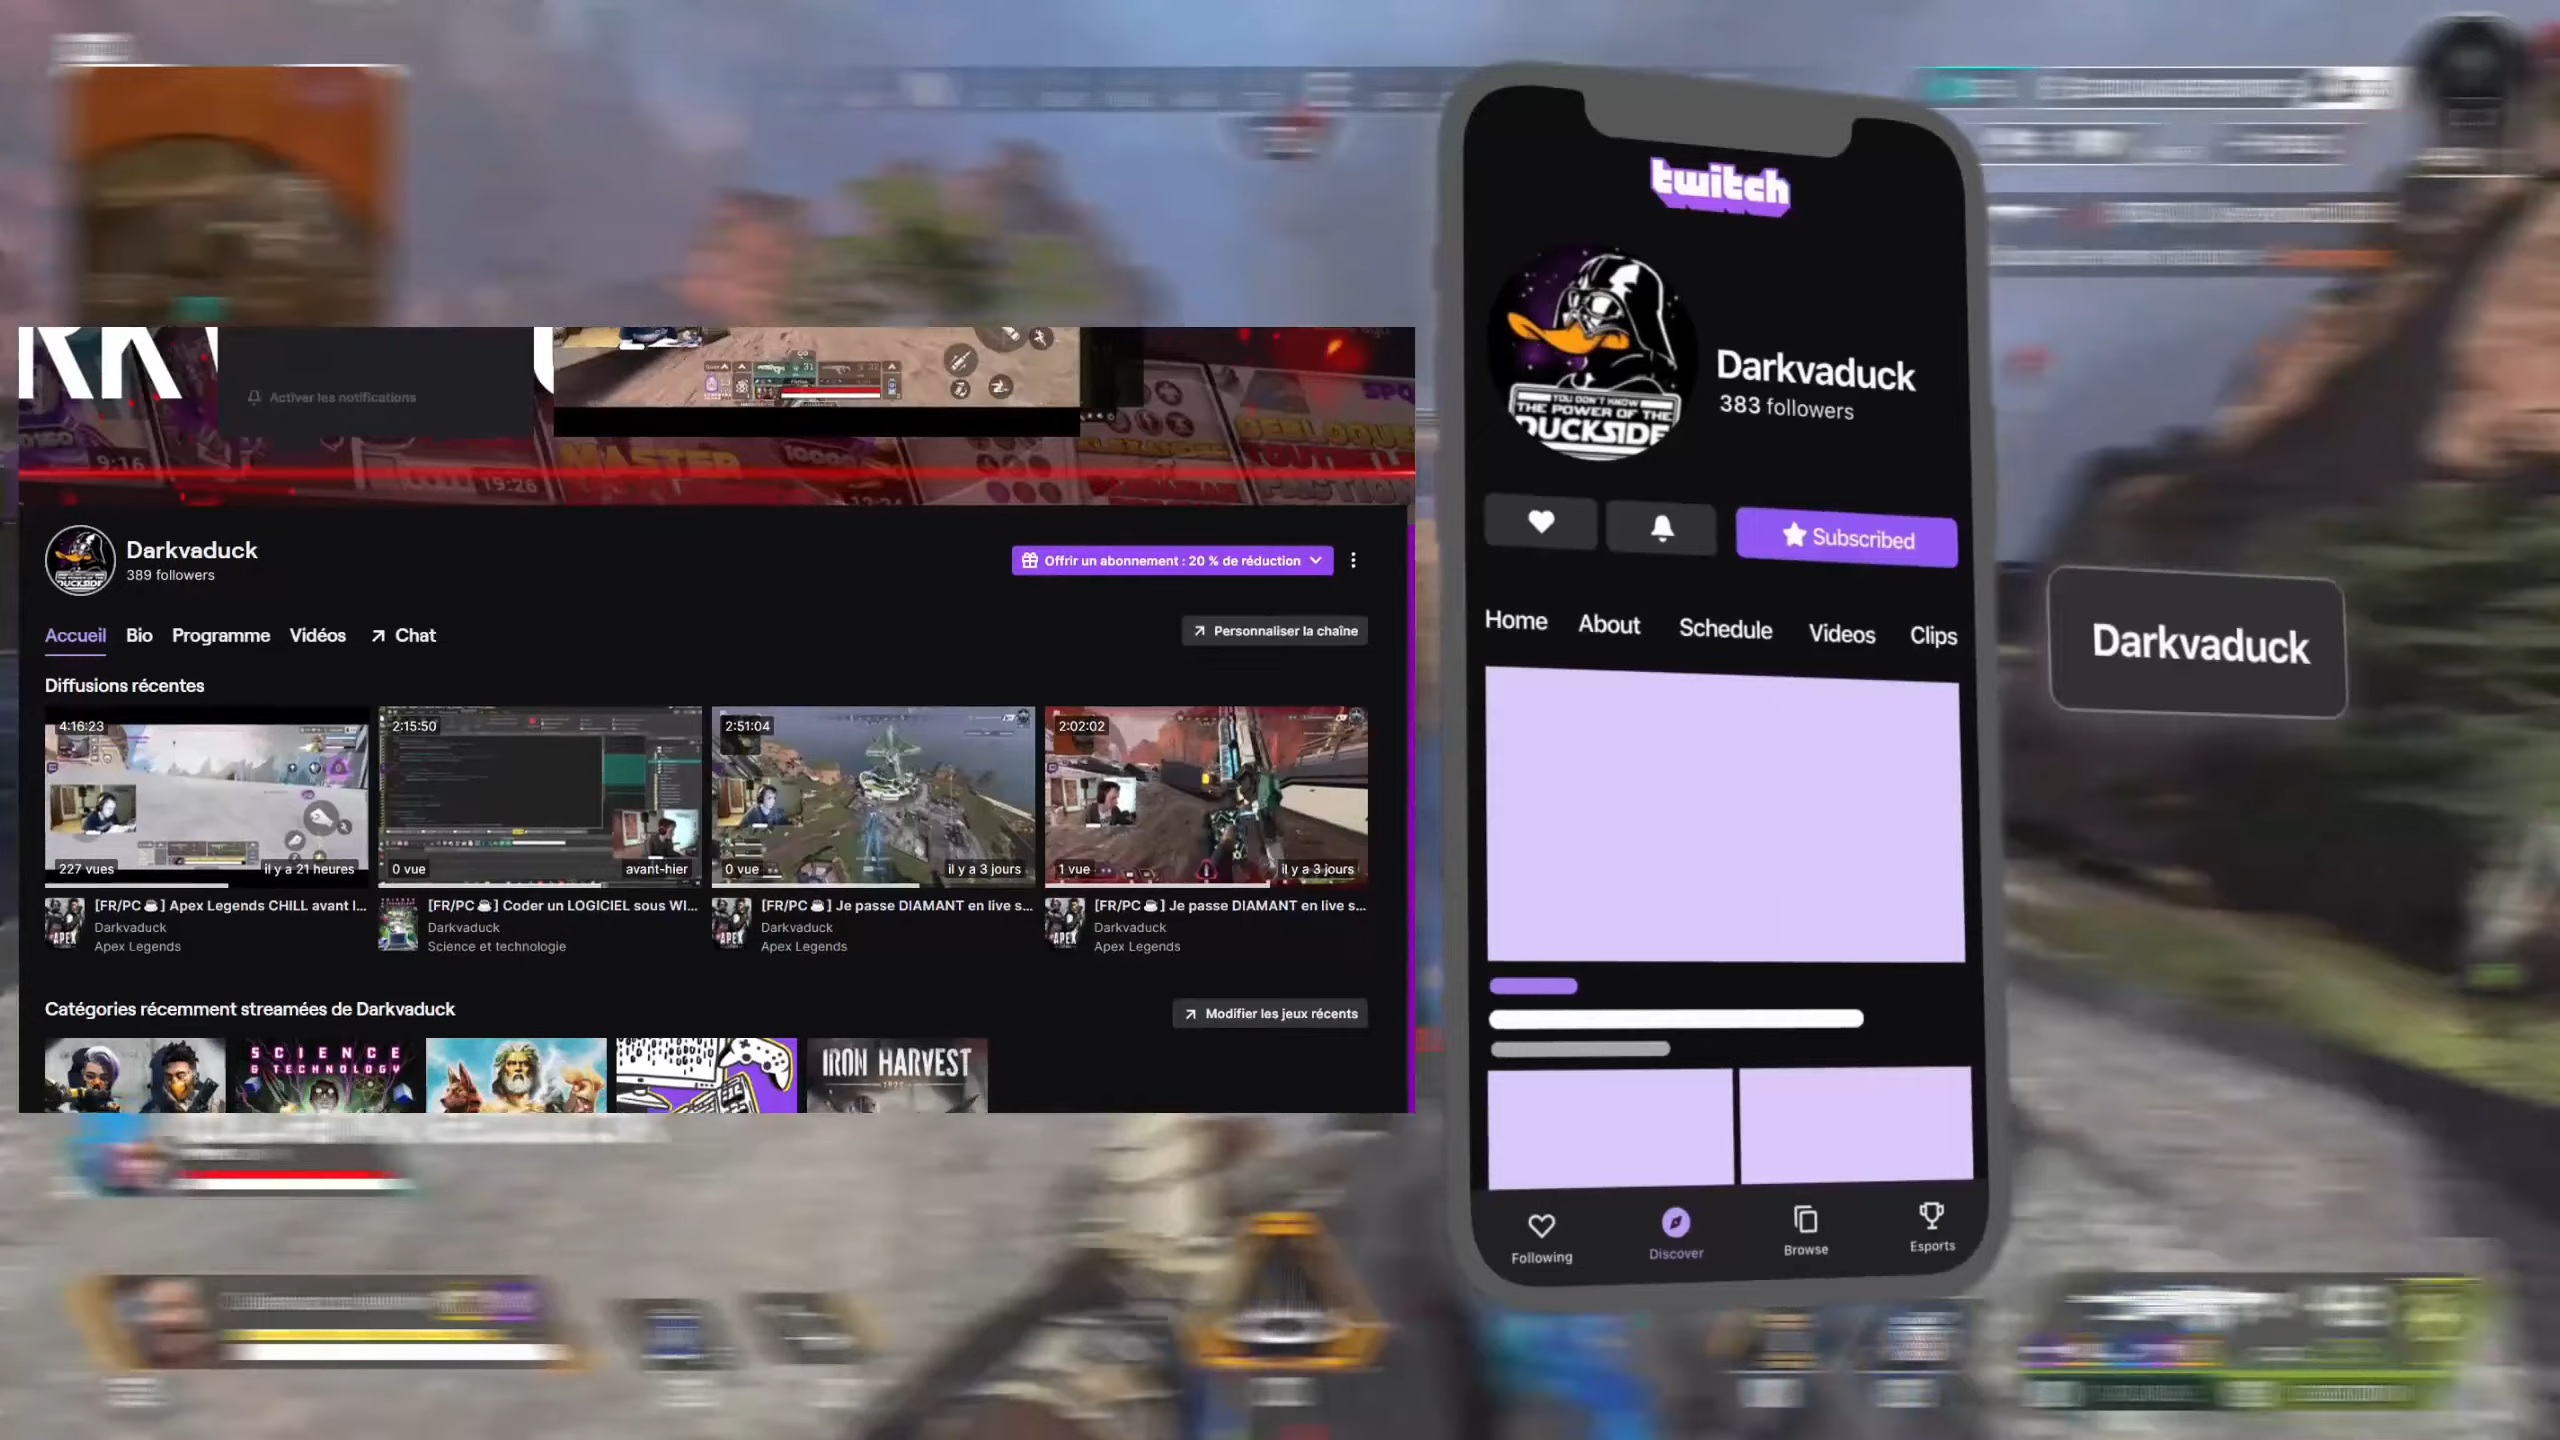 Activer les notifications
9:16
15:26
MASTER
1000
Darkvaduck
389 followers
Offrir un abonnement : 20 % de réduction
Accueil
Bio
Programme
Vidéos
Chat
Personnaliser la chaîne
Diffusions récentes
4:16:23
227 vues
il y a 21 heures
[FR/PC☕] Apex Legends CHILL avant l...
Darkvaduck
Apex Legends
2:15:50
0 vue
avant-hier
[FR/PC☕] Coder un LOGICIEL sous WI...
Darkvaduck
Science et technologie
2:51:04
0 vue
il y a 3 jours
[FR/PC☕] Je passe DIAMANT en live s...
Darkvaduck
Apex Legends
2:02:02
1 vue
il y a 3 jours
[FR/PC☕] Je passe DIAMANT en live s...
Darkvaduck
Apex Legends
Catégories récemment streamées de Darkvaduck
Modifier les jeux récents
SCIENCE
& TECHNOLOGY
IRON HARVEST
twitch
YOU DON'T KNOW
THE POWER OF THE
DUCKSIDE
Darkvaduck
383 followers
Subscribed
Home
About
Schedule
Videos
Clips
Following
Discover
Browse
Esports
Darkvaduck